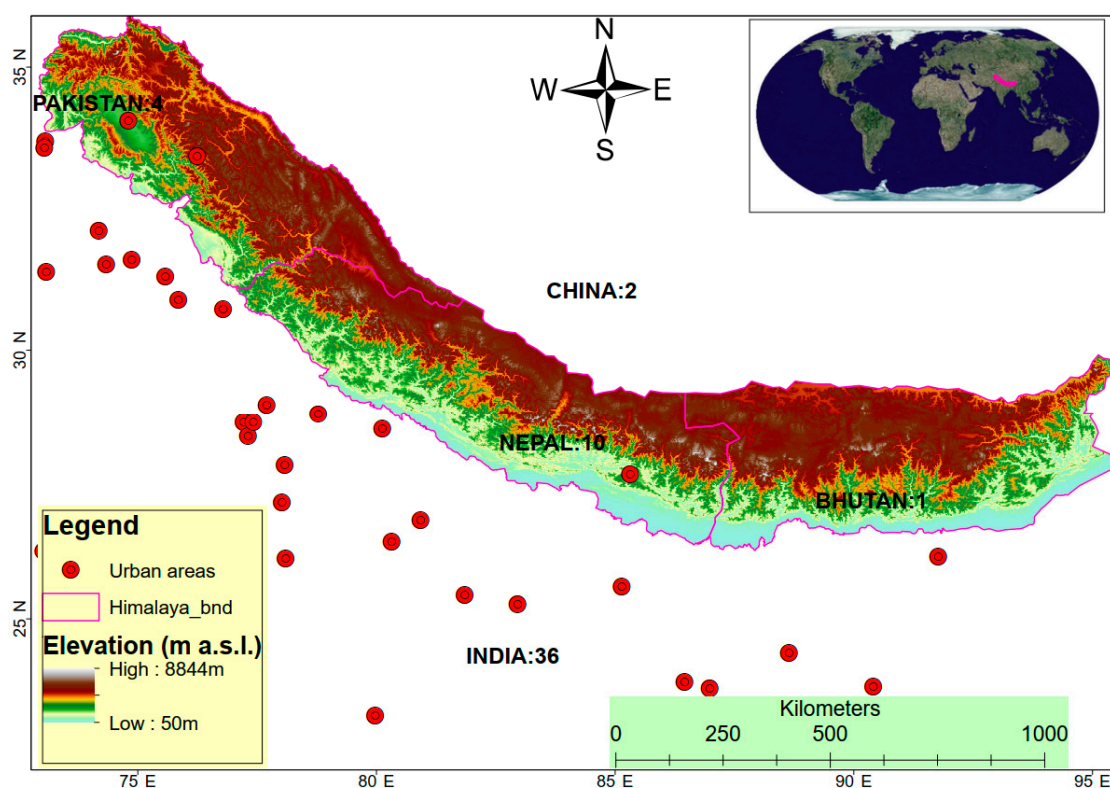 N
W E
S
35 N
30 N
25 N
PAKISTAN:4
CHINA:2
NEPAL:10
BHUTAN:1
INDIA:36
Legend
Urban areas
Himalaya_bnd
Elevation (m a.s.l.)
High : 8844m
Low : 50m
Kilometers
0 250 500 1000
75 E 80 E 85 E 90 E 95 E